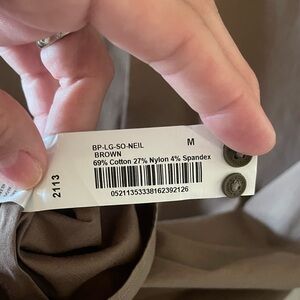 BP-LG-SO-NEIL M
BROWN
69% Cotton 27% Nylon 4% Spandex
05211353338162392126
2113